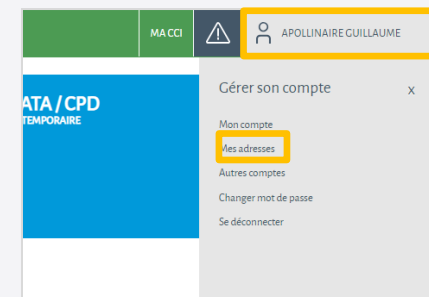 MA CCI
APOLLINAIRE GUILLAUME
ATA / CPD
TEMPORAIRE
Gérer son compte x
Mon compte
Mes adresses
Autres comptes
Changer mot de passe
Se déconnecter